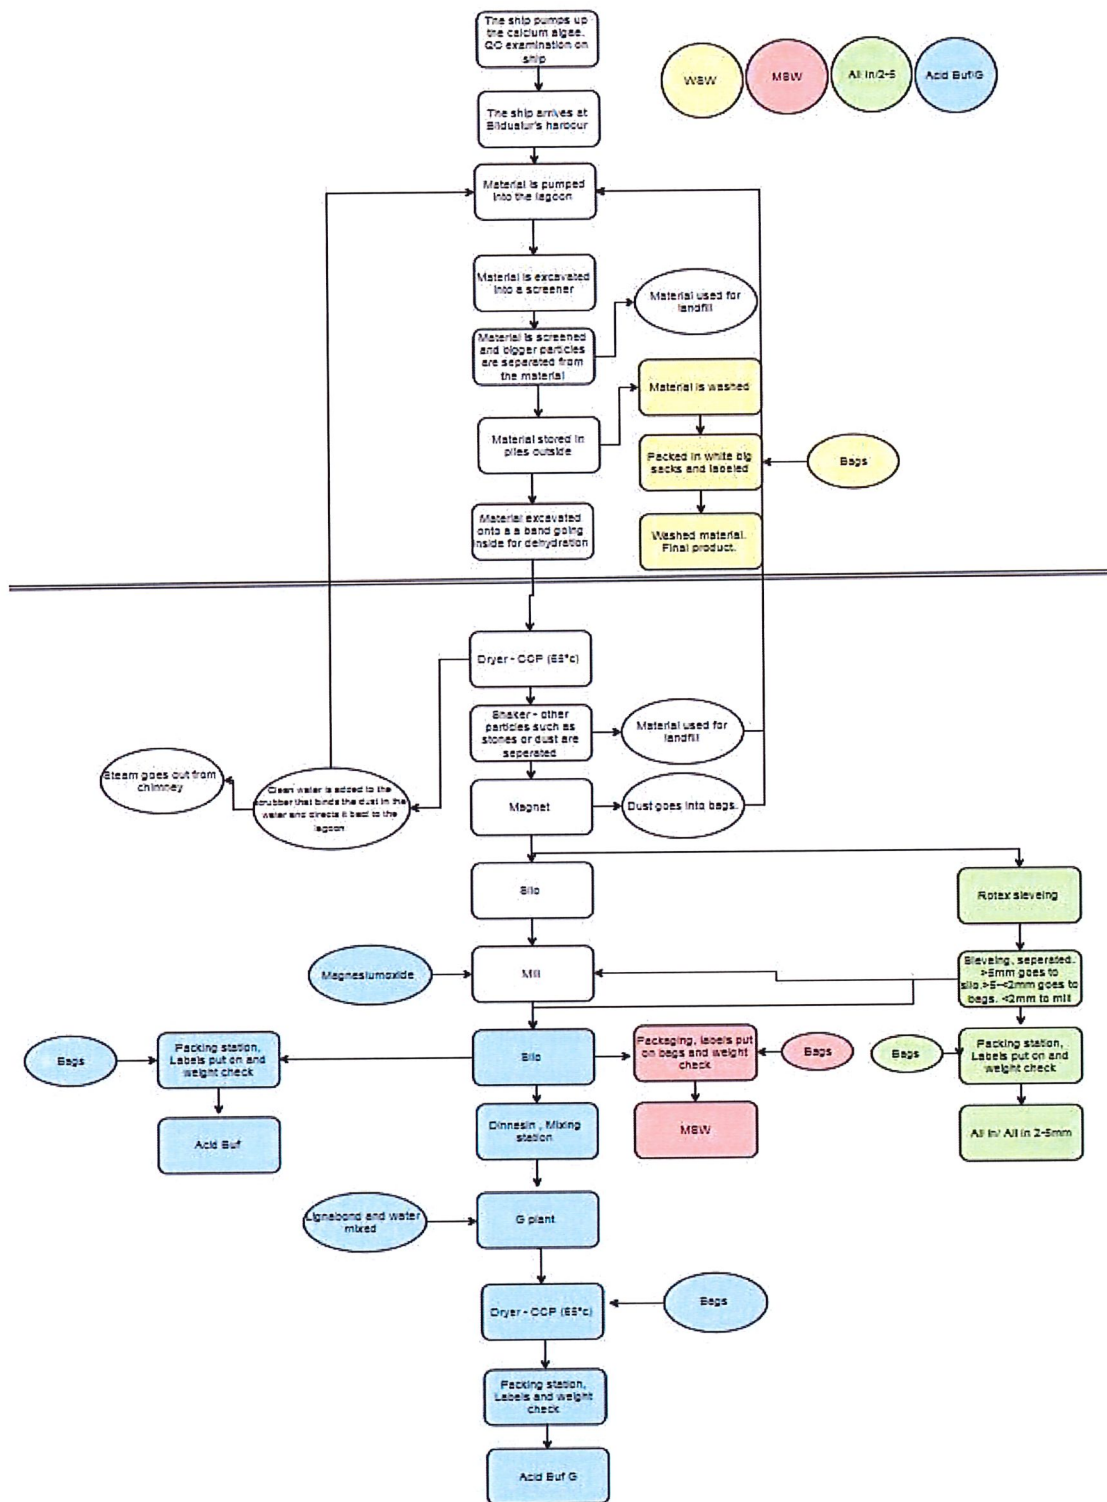 The ship pumps up
the calcium algae.
QC examination on
ship
WSW
MSW
All In/2-5
Acid Buf/G
The ship arrives at
Bildudur's harbour
Material is pumped
into the lagoon
Material is excavated
into a screener
Material used for
landfill
Material is screened
and bigger particles
are separated from
the material
Material is washed
Material stored in
piles outside
Packed in white big
sacks and labeled
Bags
Material excavated
onto a a band going
inside for dehydration
Washed material.
Final product.
Dryer - CCP (65°c)
Shaker - other
particles such as
stones or dust are
seperated
Material used for
landfill
Steam goes out from
chimney
Clean water is added to the
scrubber that binds the dust in the
water and directs it back to the
lagoon
Magnet
Dust goes into bags.
Silo
Rotex sieveing
Magnesiumoxide
Mill
Sieveing, seperated.
>5mm goes to
silo.>5-<2mm goes to
bags. <2mm to mill
Bags
Packing station,
Labels put on and
weight check
Silo
Packaging, labels put
on bags and weight
check
Bags
Bags
Packing station,
Labels put on and
weight check
Acid Buf
Dinnesin , Mixing
station
MSW
All In/ All in 2-5mm
Lignabond and water
mixed
G plant
Dryer - CCP (65°c)
Bags
Packing station,
Labels and weight
check
Acid Buf G